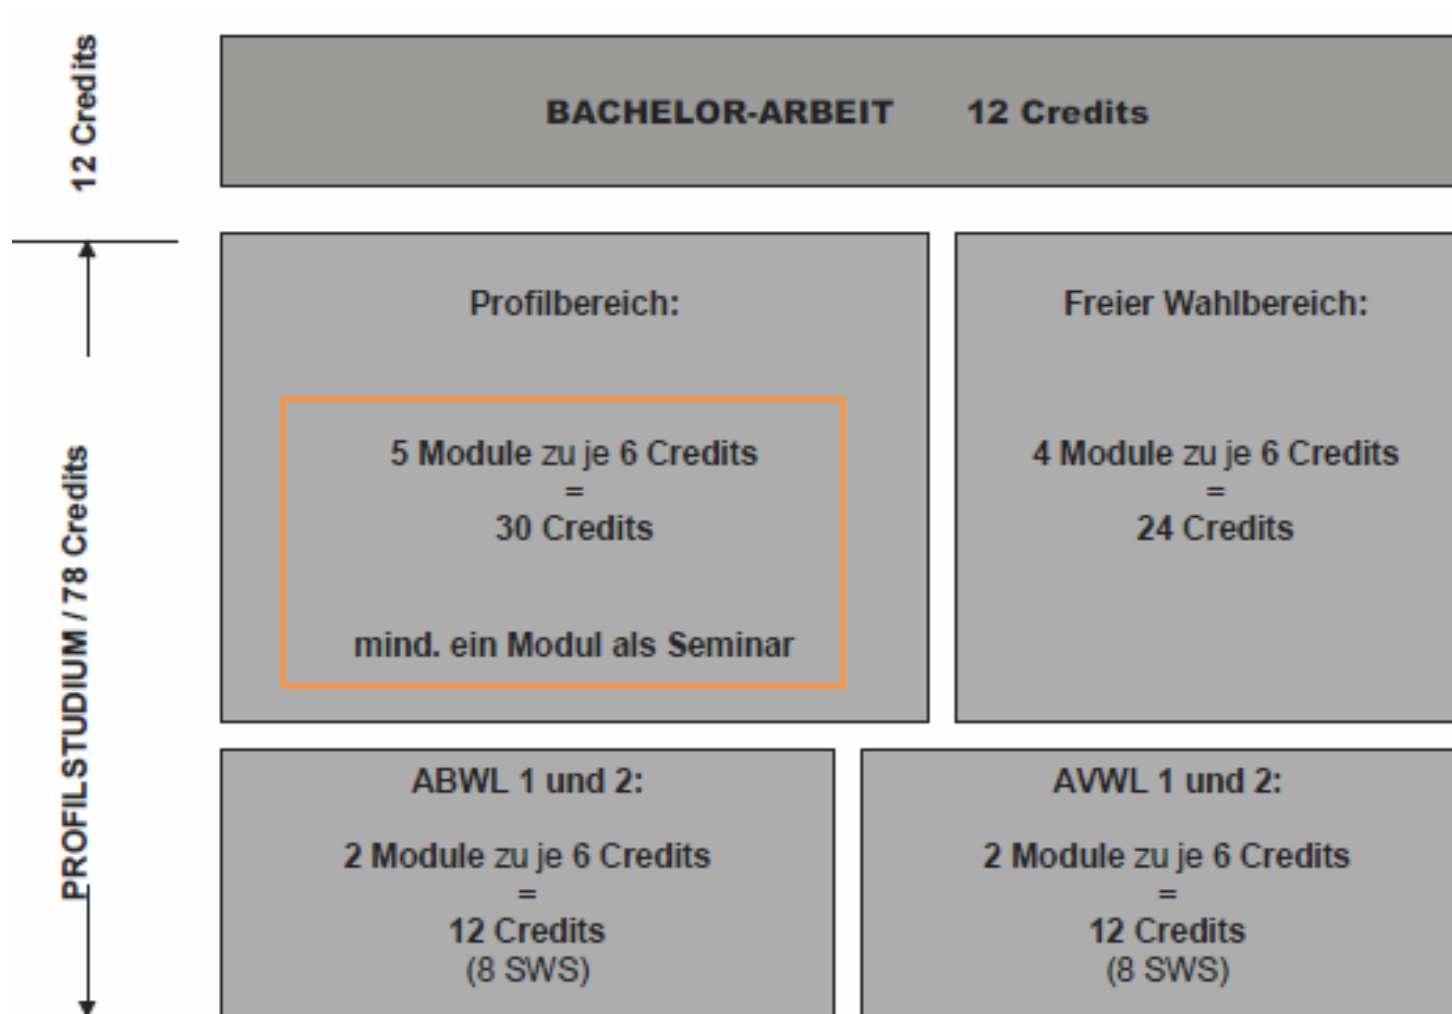 12 Credits
BACHELOR-ARBEIT 12 Credits
PROFILSTUDIUM / 78 Credits
Profilbereich:
5 Module zu je 6 Credits
=
30 Credits
mind. ein Modul als Seminar
Freier Wahlbereich:
4 Module zu je 6 Credits
=
24 Credits
ABWL 1 und 2:
2 Module zu je 6 Credits
=
12 Credits
(8 SWS)
AVWL 1 und 2:
2 Module zu je 6 Credits
=
12 Credits
(8 SWS)